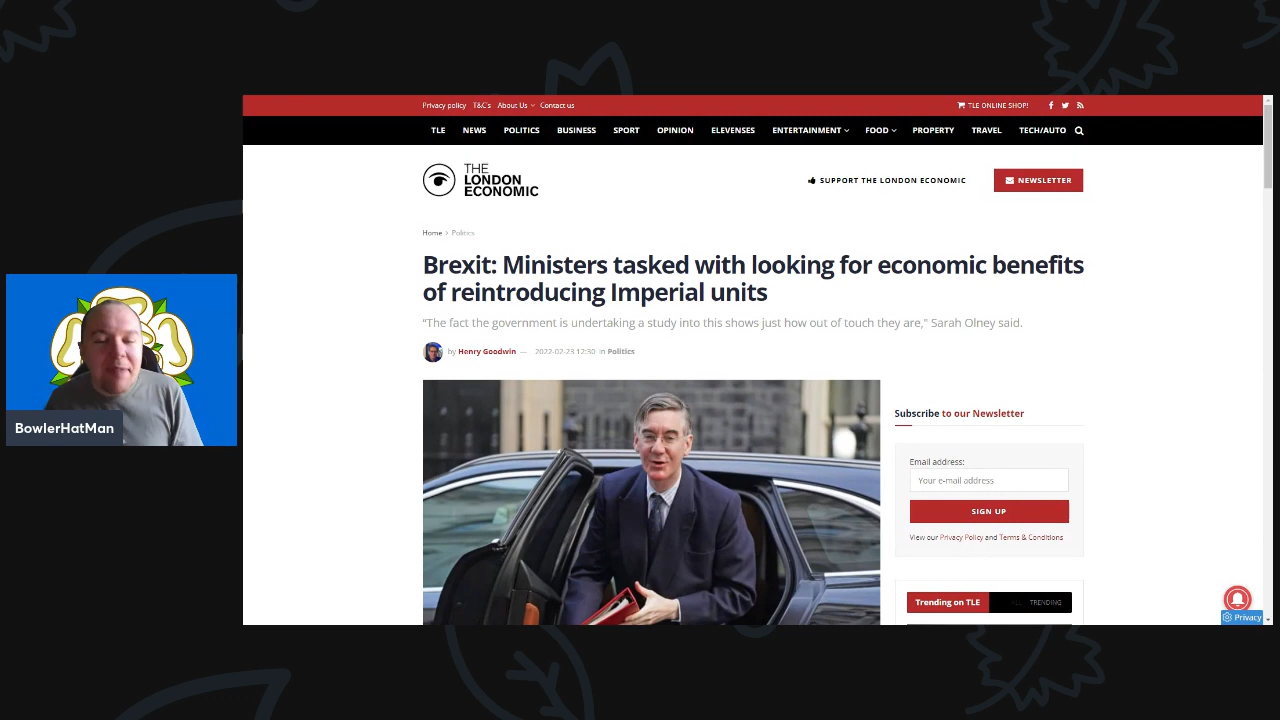 Privacy policy T&C's About Us Contact us TLE ONLINE SHOP!
TLE NEWS POLITICS BUSINESS SPORT OPINION ELEVENSES ENTERTAINMENT FOOD PROPERTY TRAVEL TECH/AUTO
THE
LONDON
ECONOMIC
SUPPORT THE LONDON ECONOMIC
NEWSLETTER
Home > Politics
Brexit: Ministers tasked with looking for economic benefits
of reintroducing Imperial units
"The fact the government is undertaking a study into this shows just how out of touch they are," Sarah Olney said.
by Henry Goodwin — 2022-02-23 12:30 in Politics
Subscribe to our Newsletter
Email address:
Your e-mail address
SIGN UP
View our Privacy Policy and Terms & Conditions
Trending on TLE
TRENDING
Privacy
BowlerHatMan